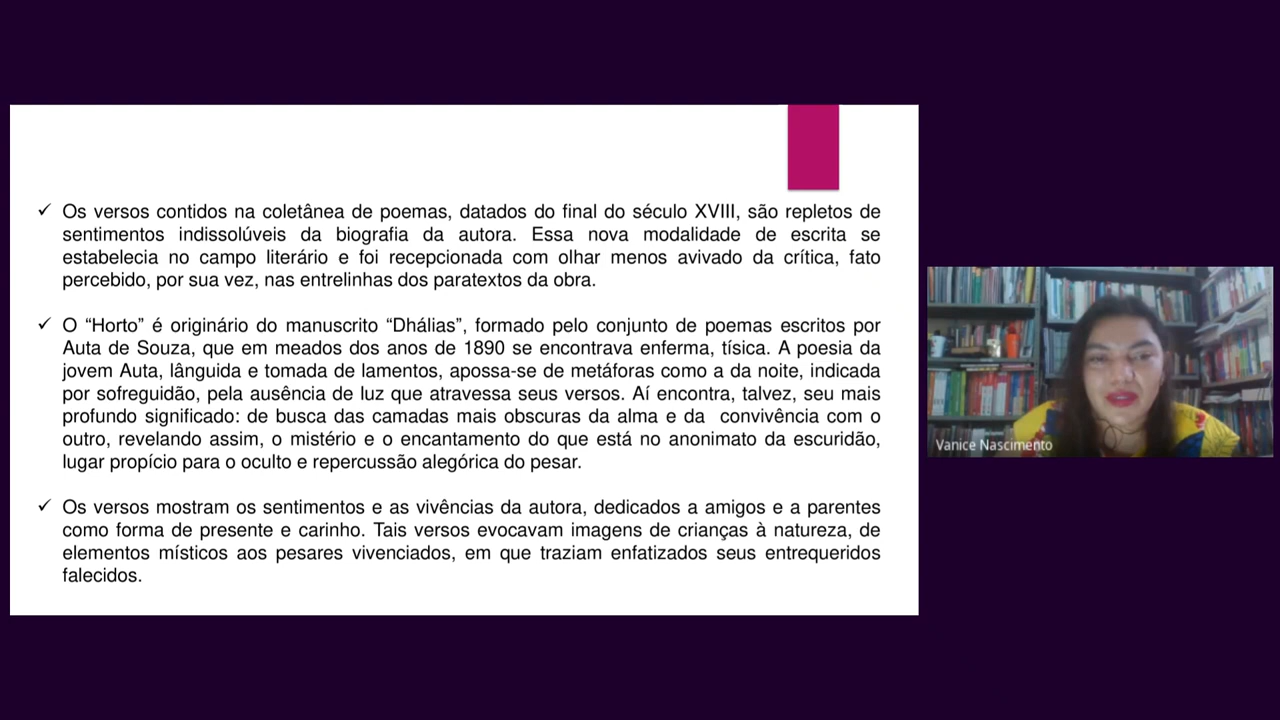 ✓ Os versos contidos na coletânea de poemas, datados do final do século XVIII, são repletos de
sentimentos indissolúveis da biografia da autora. Essa nova modalidade de escrita se
estabelecia no campo literário e foi recepcionada com olhar menos avivado da crítica, fato
percebido, por sua vez, nas entrelinhas dos paratextos da obra.
✓ O “Horto” é originário do manuscrito “Dhálias”, formado pelo conjunto de poemas escritos por
Auta de Souza, que em meados dos anos de 1890 se encontrava enferma, tísica. A poesia da
jovem Auta, lânguida e tomada de lamentos, apossa-se de metáforas como a da noite, indicada
por sofreguidão, pela ausência de luz que atravessa seus versos. Aí encontra, talvez, seu mais
profundo significado: de busca das camadas mais obscuras da alma e da convivência com o
outro, revelando assim, o mistério e o encantamento do que está no anonimato da escuridão,
lugar propício para o oculto e repercussão alegórica do pesar.
✓ Os versos mostram os sentimentos e as vivências da autora, dedicados a amigos e a parentes
como forma de presente e carinho. Tais versos evocavam imagens de crianças à natureza, de
elementos místicos aos pesares vivenciados, em que traziam enfatizados seus entrequeridos
falecidos.
Vanice Nascimento